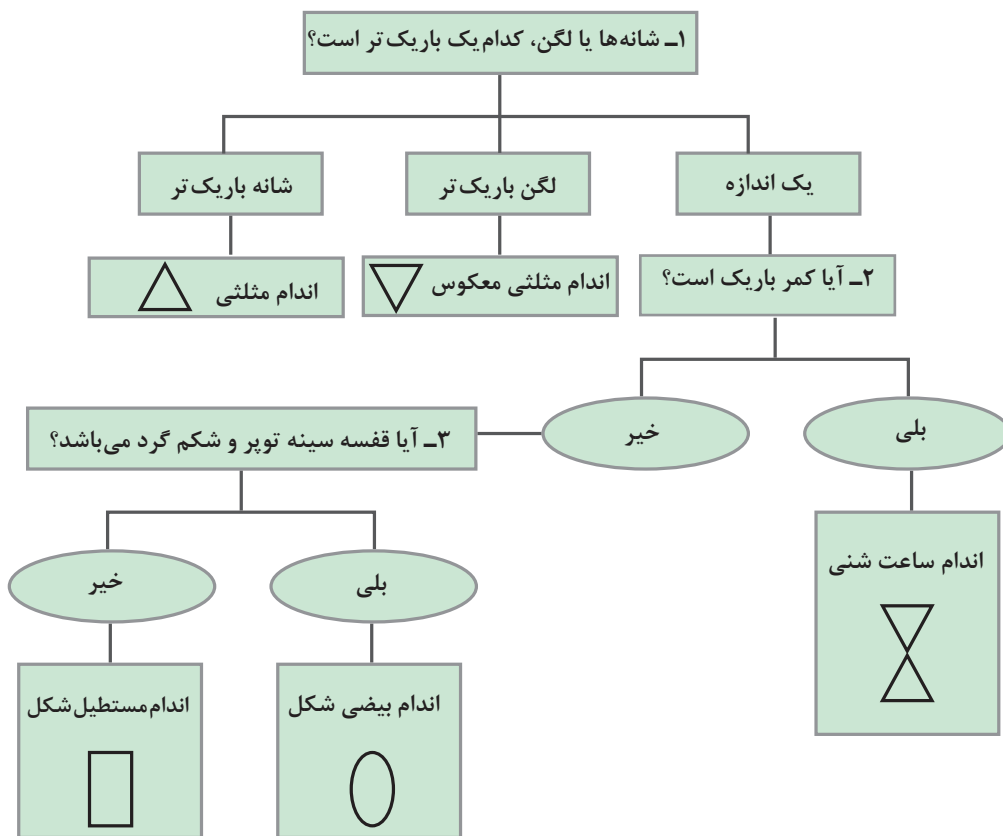 ۱ـ شانه‌ها یا لگن، کدام یک باریک تر است؟
یک اندازه
لگن باریک تر
شانه باریک تر
۲ـ آیا کمر باریک است؟
اندام مثلثی معکوس
اندام مثلثی
بلی
خیر
۳ـ آیا قفسه سینه توپر و شکم گرد می‌باشد؟
اندام ساعت شنی
بلی
خیر
اندام بیضی شکل
اندام مستطیل شکل